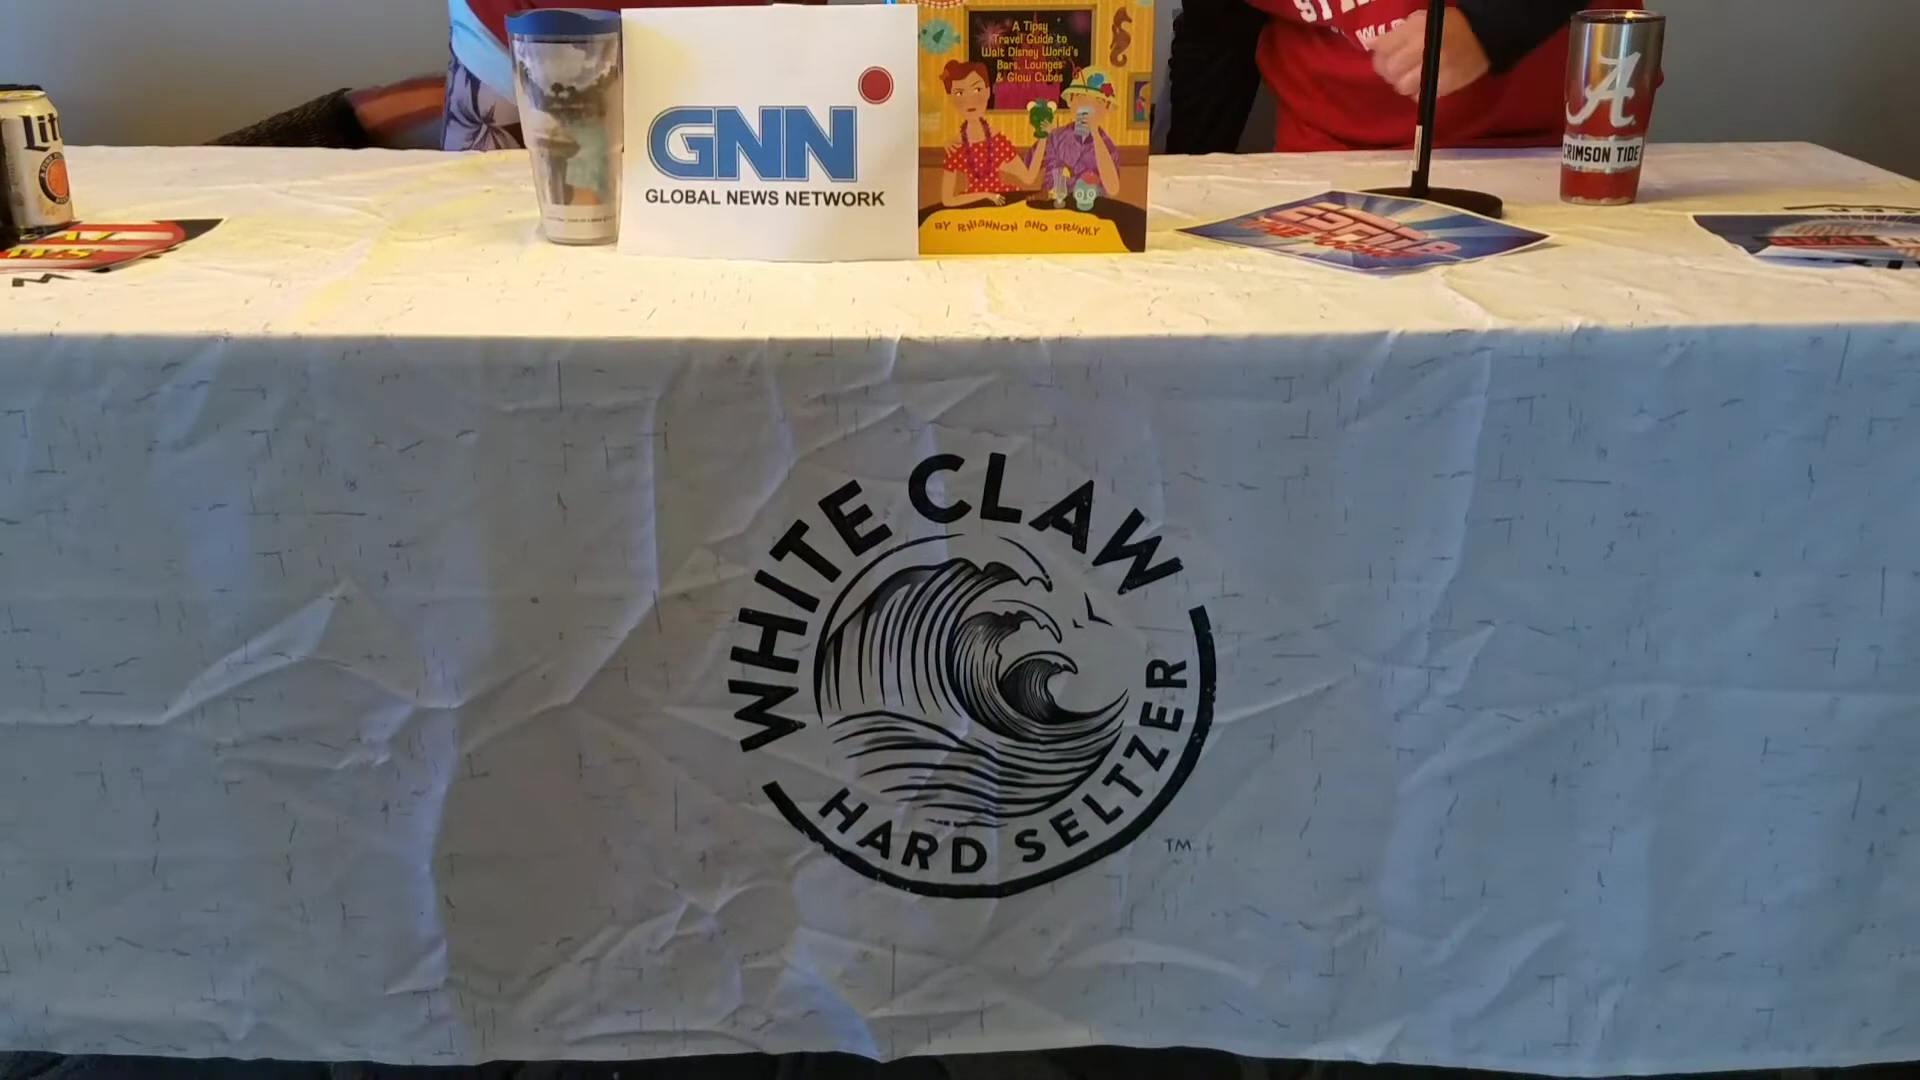 Lite
GNN
GLOBAL NEWS NETWORK
A Tipsy
Travel Guide to
Walt Disney World's
Bars, Lounges
& Glow Cubes
BY RHIANNON AND DRUNKY
A
CRIMSON TIDE
WHITE CLAW
HARD SELTZER
TM